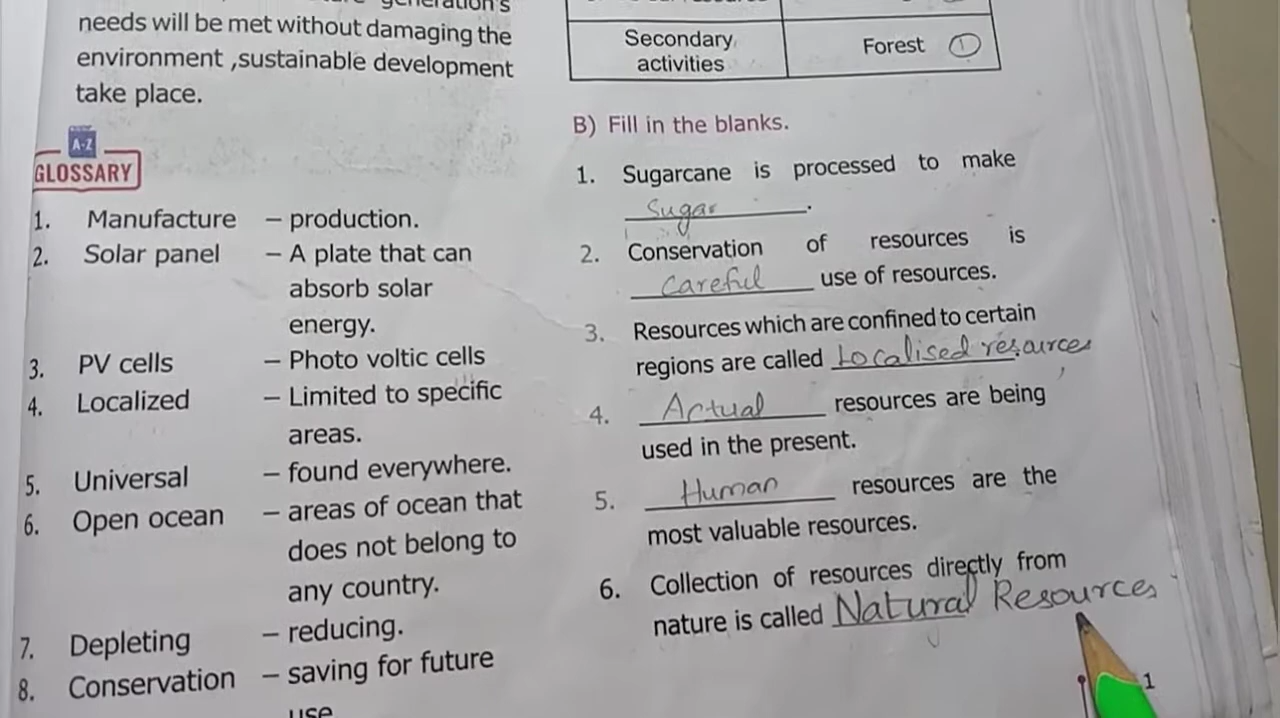 generation's
needs will be met without damaging the
environment ,sustainable development
take place.
A-Z
GLOSSARY
1. Manufacture – production.
2. Solar panel – A plate that can
absorb solar
energy.
3. PV cells – Photo voltic cells
4. Localized – Limited to specific
areas.
5. Universal – found everywhere.
6. Open ocean – areas of ocean that
does not belong to
any country.
7. Depleting – reducing.
8. Conservation – saving for future
use
Secondary Forest 1
activities
B) Fill in the blanks.
1. Sugarcane is processed to make
Sugar.
2. Conservation of resources is
Careful use of resources.
3. Resources which are confined to certain
regions are called Localised resources.
4. Actual resources are being
used in the present.
5. Human resources are the
most valuable resources.
6. Collection of resources directly from
nature is called Natural Resources
1